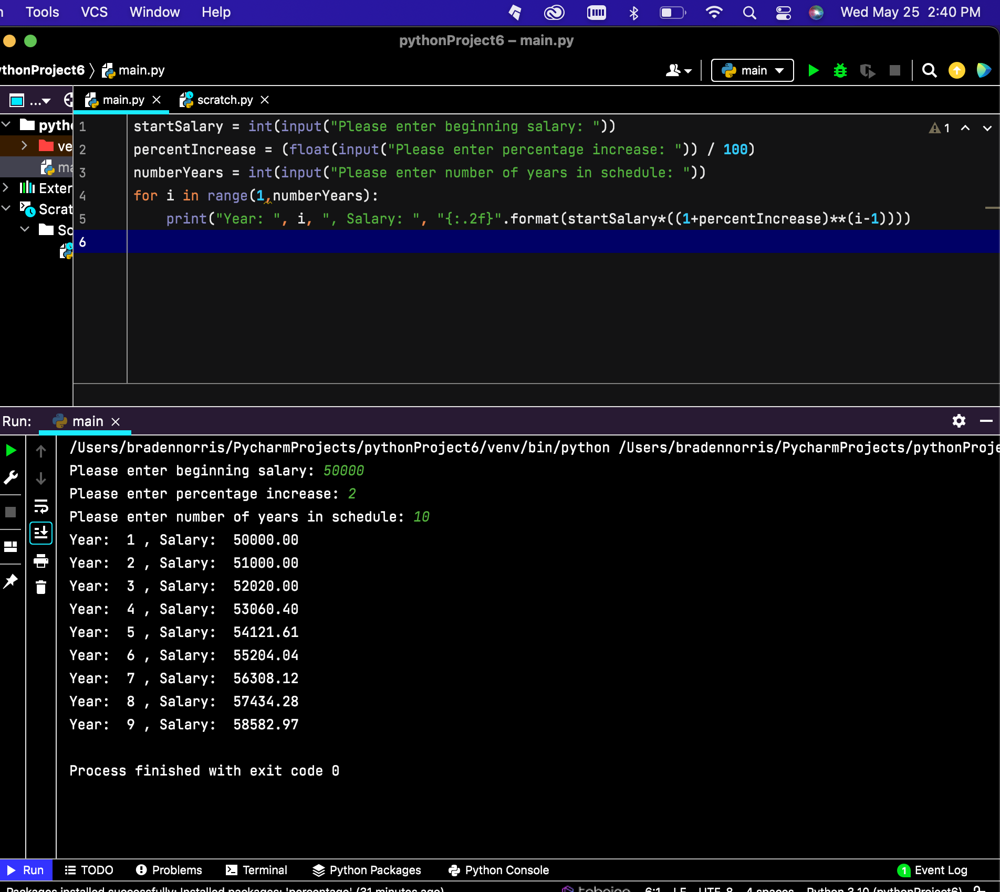 Tools VCS Window Help Wed May 25 2:40 PM
pythonProject6 – main.py
thonProject6 main.py main
... main.py scratch.py
pyth
ve
ma
Exter
Scrat
Sc
1 startSalary = int(input("Please enter beginning salary: "))
2 percentIncrease = (float(input("Please enter percentage increase: ")) / 100)
3 numberYears = int(input("Please enter number of years in schedule: "))
4 for i in range(1,numberYears):
5 print("Year: ", i, ", Salary: ", "{:.2f}".format(startSalary*((1+percentIncrease)**(i-1))))
6
1
Run: main
/Users/bradennorris/PycharmProjects/pythonProject6/venv/bin/python /Users/bradennorris/PycharmProjects/pythonProje
Please enter beginning salary: 50000
Please enter percentage increase: 2
Please enter number of years in schedule: 10
Year:  1 , Salary:  50000.00
Year:  2 , Salary:  51000.00
Year:  3 , Salary:  52020.00
Year:  4 , Salary:  53060.40
Year:  5 , Salary:  54121.61
Year:  6 , Salary:  55204.04
Year:  7 , Salary:  56308.12
Year:  8 , Salary:  57434.28
Year:  9 , Salary:  58582.97
Process finished with exit code 0
Run TODO Problems Terminal Python Packages Python Console 1 Event Log
Packages installed successfully: Installed packages: 'percentage' (31 minutes ago) 6:1 LF UTF-8 4 spaces Python 3.10 (pythonProject6)